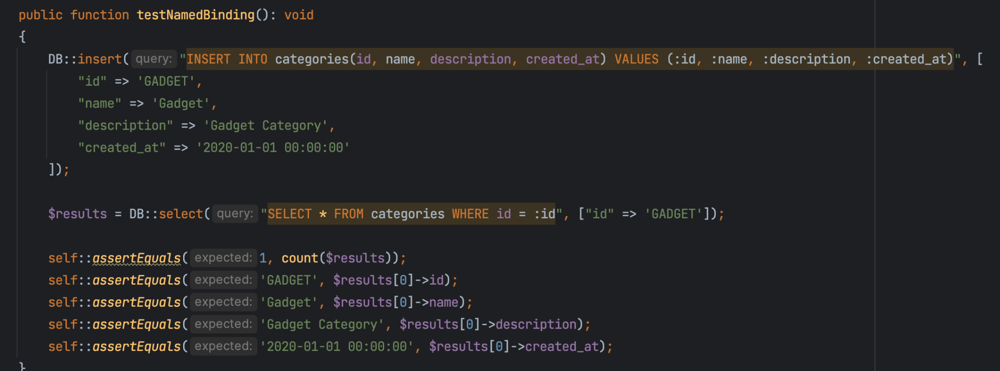 public function testNamedBinding(): void
{
    DB::insert( query: "INSERT INTO categories(id, name, description, created_at) VALUES (:id, :name, :description, :created_at)", [
        "id" => 'GADGET',
        "name" => 'Gadget',
        "description" => 'Gadget Category',
        "created_at" => '2020-01-01 00:00:00'
    ]);

    $results = DB::select( query: "SELECT * FROM categories WHERE id = :id", ["id" => 'GADGET']);

    self::assertEquals( expected: 1, count($results));
    self::assertEquals( expected: 'GADGET', $results[0]->id);
    self::assertEquals( expected: 'Gadget', $results[0]->name);
    self::assertEquals( expected: 'Gadget Category', $results[0]->description);
    self::assertEquals( expected: '2020-01-01 00:00:00', $results[0]->created_at);
}